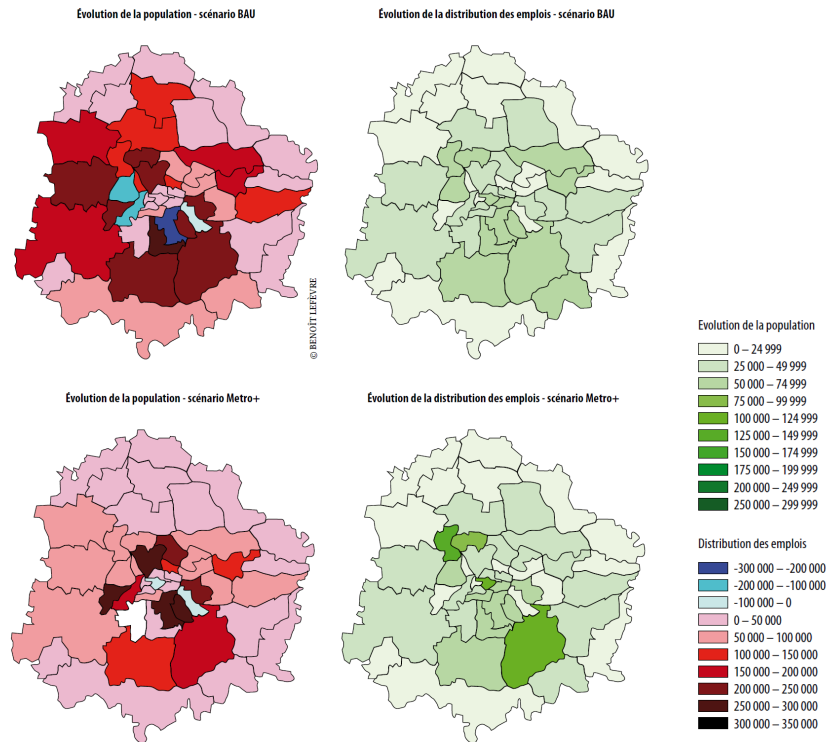 Évolution de la population - scénario BAU
Évolution de la distribution des emplois - scénario BAU
© BENOÎT LEFÈVRE
Evolution de la population
0 – 24 999
25 000 – 49 999
50 000 – 74 999
75 000 – 99 999
100 000 – 124 999
125 000 – 149 999
150 000 – 174 999
175 000 – 199 999
200 000 – 249 999
250 000 – 299 999
Évolution de la population - scénario Metro+
Évolution de la distribution des emplois - scénario Metro+
Distribution des emplois
-300 000 – -200 000
-200 000 – -100 000
-100 000 – 0
0 – 50 000
50 000 – 100 000
100 000 – 150 000
150 000 – 200 000
200 000 – 250 000
250 000 – 300 000
300 000 – 350 000